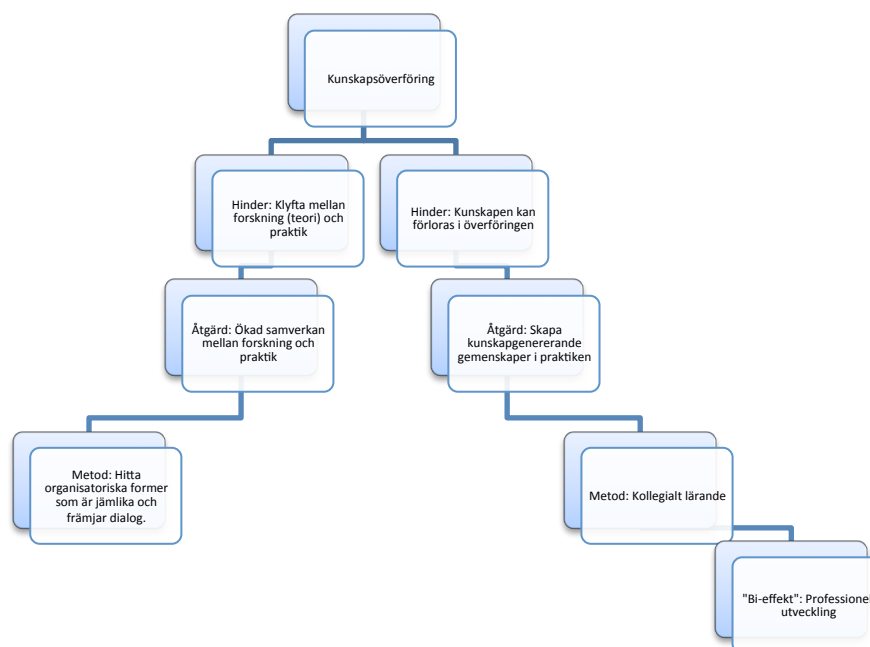 Kunskapsöverföring
Hinder: Klyfta mellan
forskning (teori) och
praktik
Hinder: Kunskapen kan
förloras i överföringen
Åtgärd: Ökad samverkan
mellan forskning och
praktik
Åtgärd: Skapa
kunskapgenererande
gemenskaper i praktiken
Metod: Hitta
organisatoriska former
som är jämlika och
främjar dialog.
Metod: Kollegialt lärande
"Bi-effekt": Professionel
utveckling